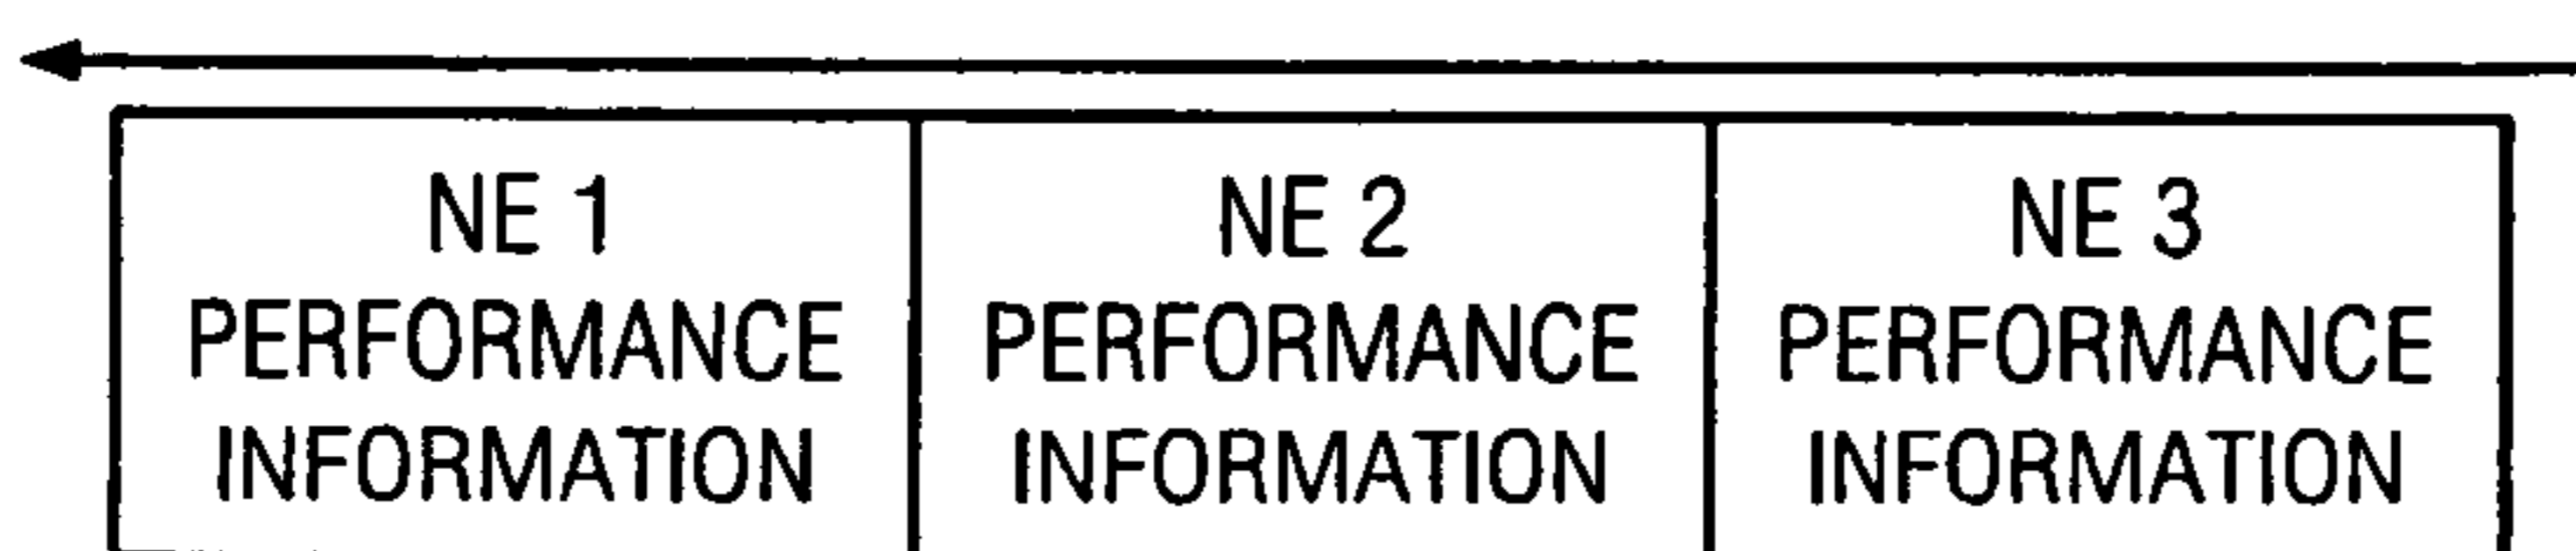 NE 1 NE 2 NE 3
PERFORMANCE PERFORMANCE PERFORMANCE
INFORMATION INFORMATION INFORMATION